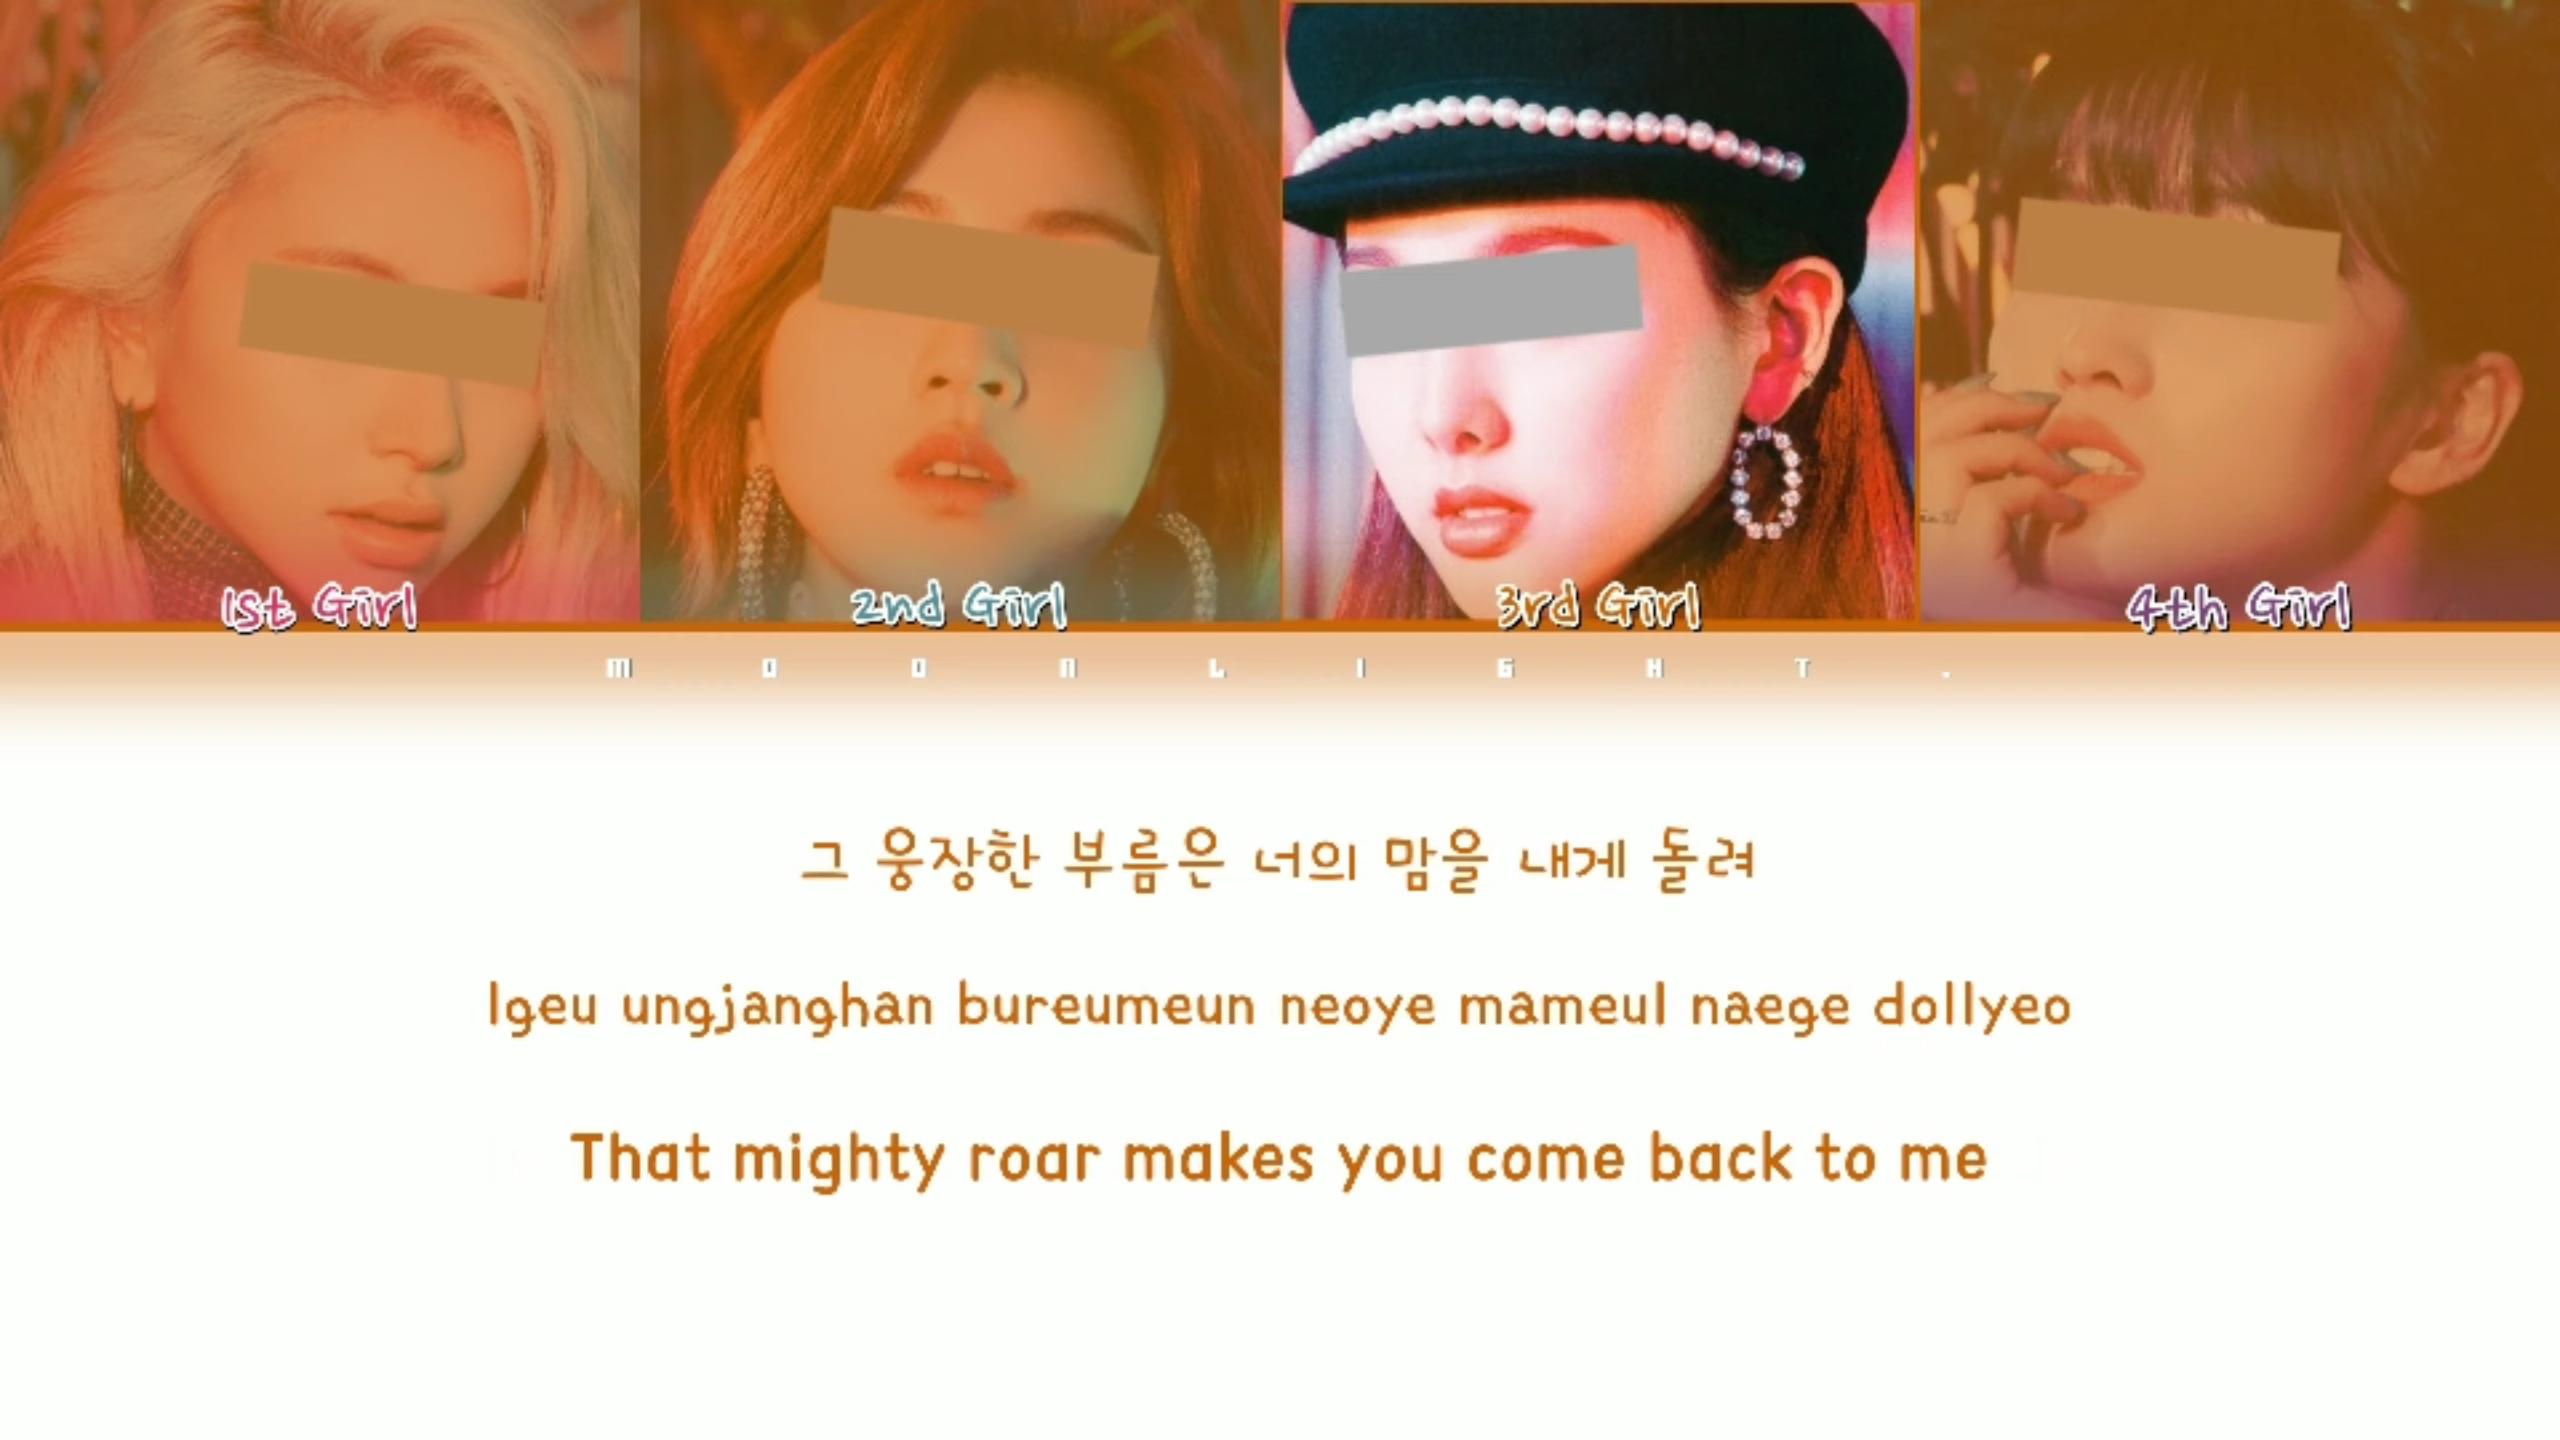 1st Girl
2nd Girl
3rd Girl
4th Girl
M O O N L I G H T .
그 웅장한 부름은 너의 맘을 내게 돌려
Igeu ungjanghan bureumeun neoye mameul naege dollyeo
That mighty roar makes you come back to me